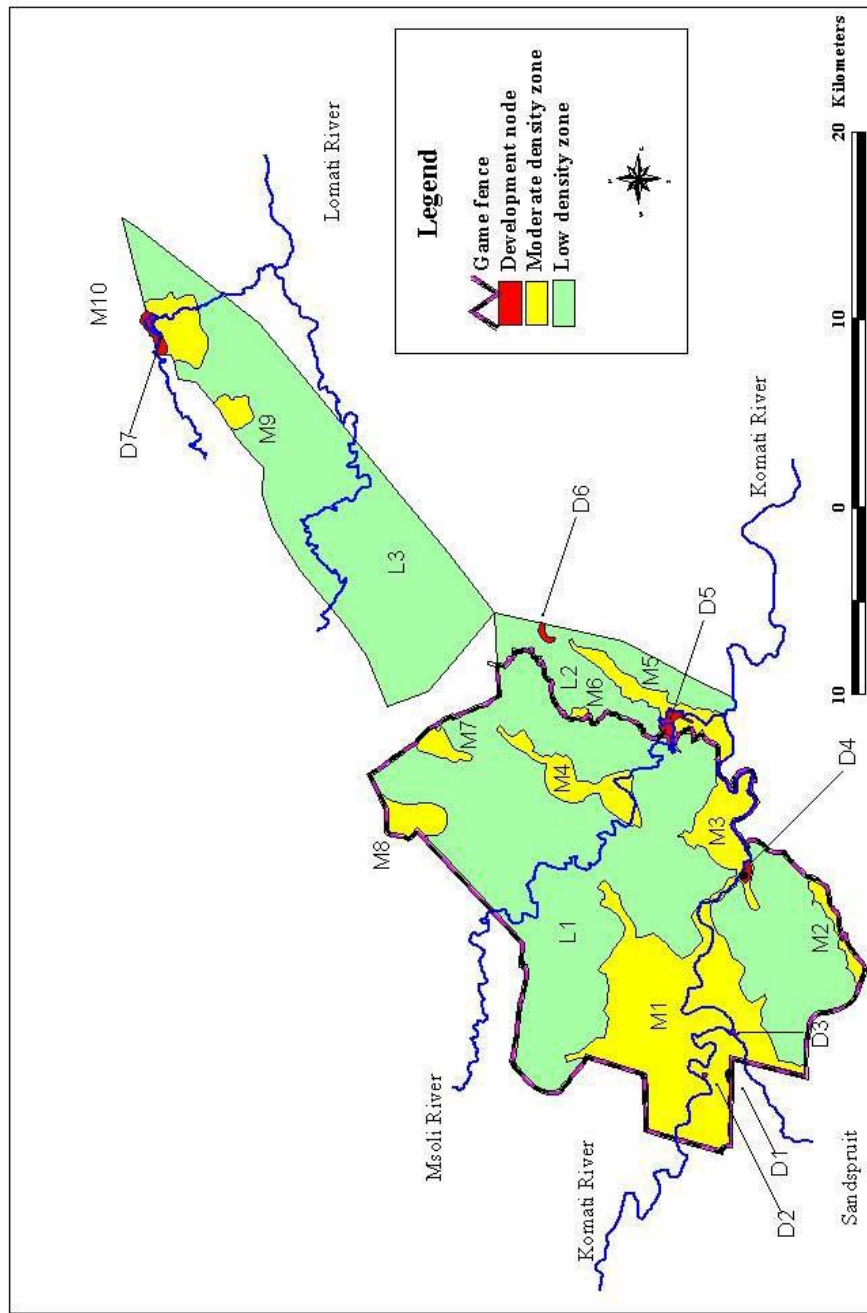 M10
D7
Lomati River
M9
L3
Legend
Game fence
Development node
Moderate density zone
Low density zone
D6
L2
M6
M5
D5
Komati River
M7
M4
M8
L1
M3
D4
M2
M1
D3
Msoli River
Komati River
D2
D1
Sandspruit
10 0 10 20 Kilometers